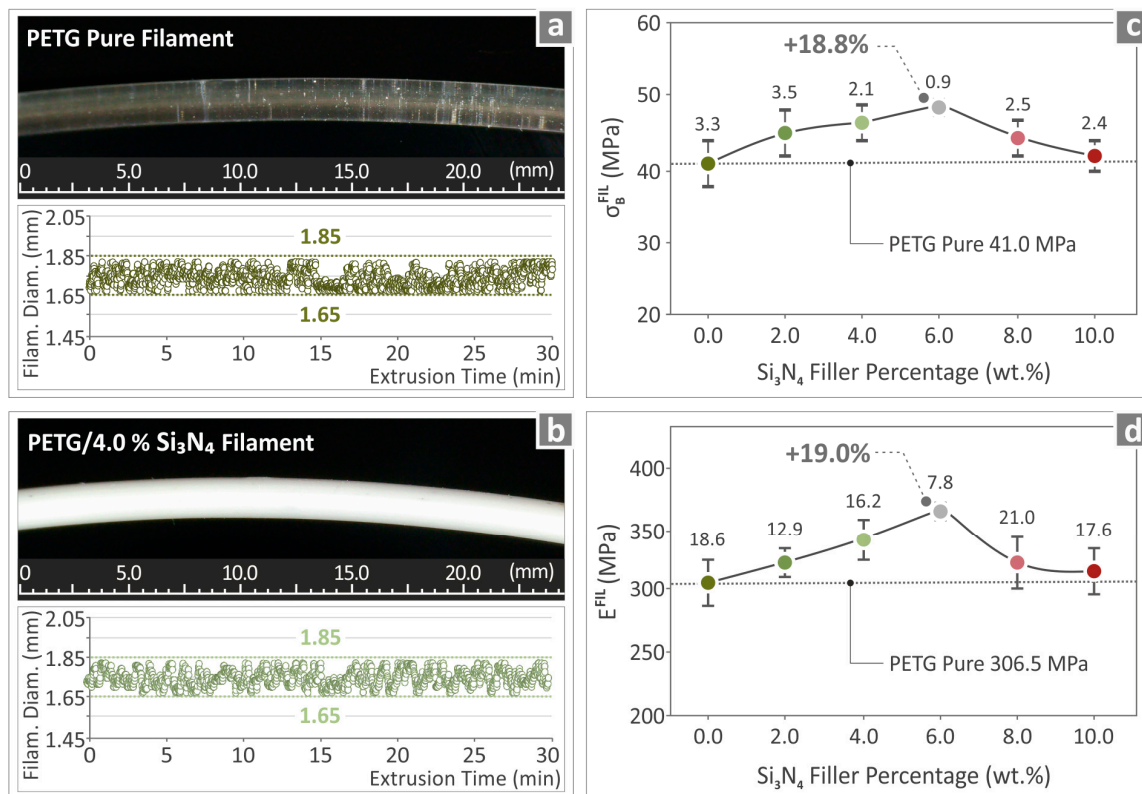 PETG Pure Filament
a
0 5.0 10.0 15.0 20.0 (mm)
Filam. Diam. (mm)
2.05
1.85
1.65
1.45
1.85
1.65
0 5 10 15 20 25 30
Extrusion Time (min)
PETG/4.0 % Si₃N₄ Filament
b
0 5.0 10.0 15.0 20.0 (mm)
Filam. Diam. (mm)
2.05
1.85
1.65
1.45
1.85
1.65
0 5 10 15 20 25 30
Extrusion Time (min)
c
σ_B^FIL (MPa)
60
50
40
30
20
+18.8%
3.3 3.5 2.1 0.9 2.5 2.4
PETG Pure 41.0 MPa
0.0 2.0 4.0 6.0 8.0 10.0
Si₃N₄ Filler Percentage (wt.%)
d
E^FIL (MPa)
400
350
300
250
200
+19.0%
18.6 12.9 16.2 7.8 21.0 17.6
PETG Pure 306.5 MPa
0.0 2.0 4.0 6.0 8.0 10.0
Si₃N₄ Filler Percentage (wt.%)